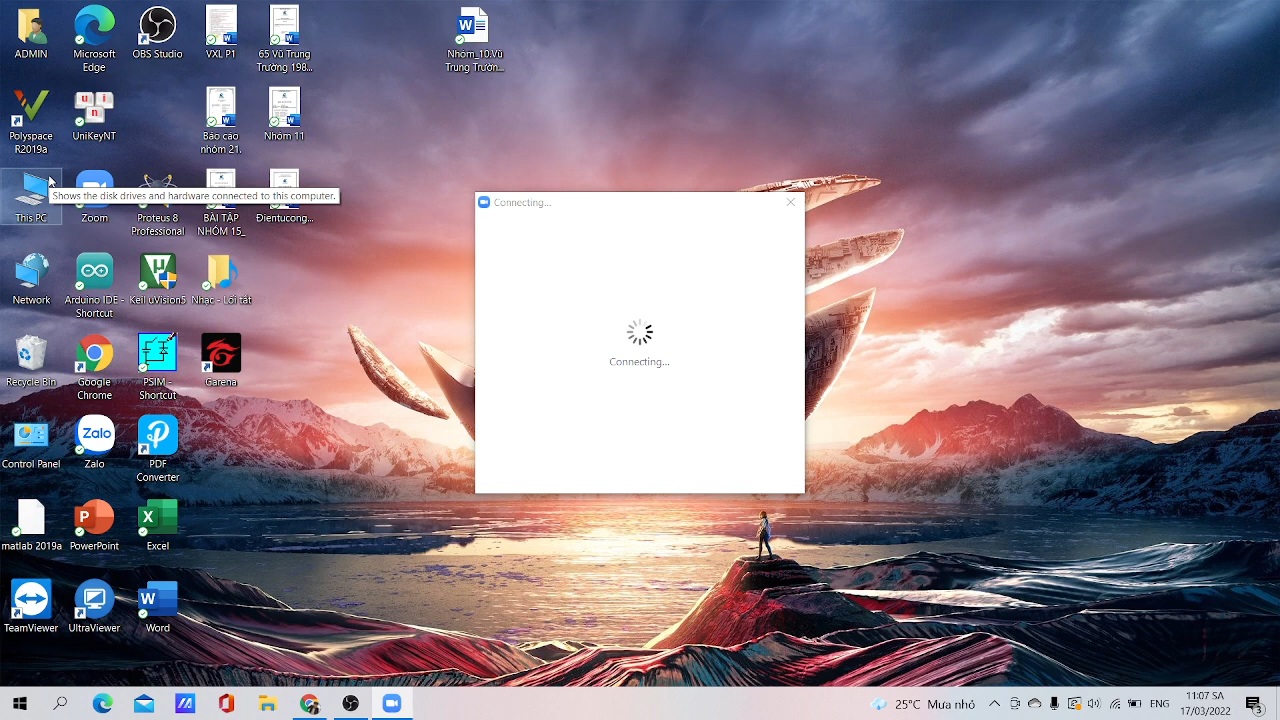 ADMIN
Microsoft
Edge
OBS Studio
VXL P1
65 Vũ Trung
Trường 198...
Nhóm_10.Vũ
Trung Trườn...
Polyspace
R2019a
UniKeyNT
Báo cáo
nhóm 21.
Nhóm 11
Shows the disk drives and hardware connected to this computer.
This PC
Zoom
Proteus 8
Professional
BÀI TẬP
NHÓM 15_
Điệntucong...
Connecting...
Connecting...
Network
Arduino IDE -
Shortcut
Keil uVision5
Nhạc - Lối tắt
Recycle Bin
Google
Chrome
PSIM -
Shortcut
Garena
Control Panel
Zalo
Zalo
PDF
Converter
matlab 2019a
PowerPoint
Excel
TeamViewer
UltraViewer
Word
25°C Mưa nhỏ
ENG
11:07 SA
17/03/2022
3